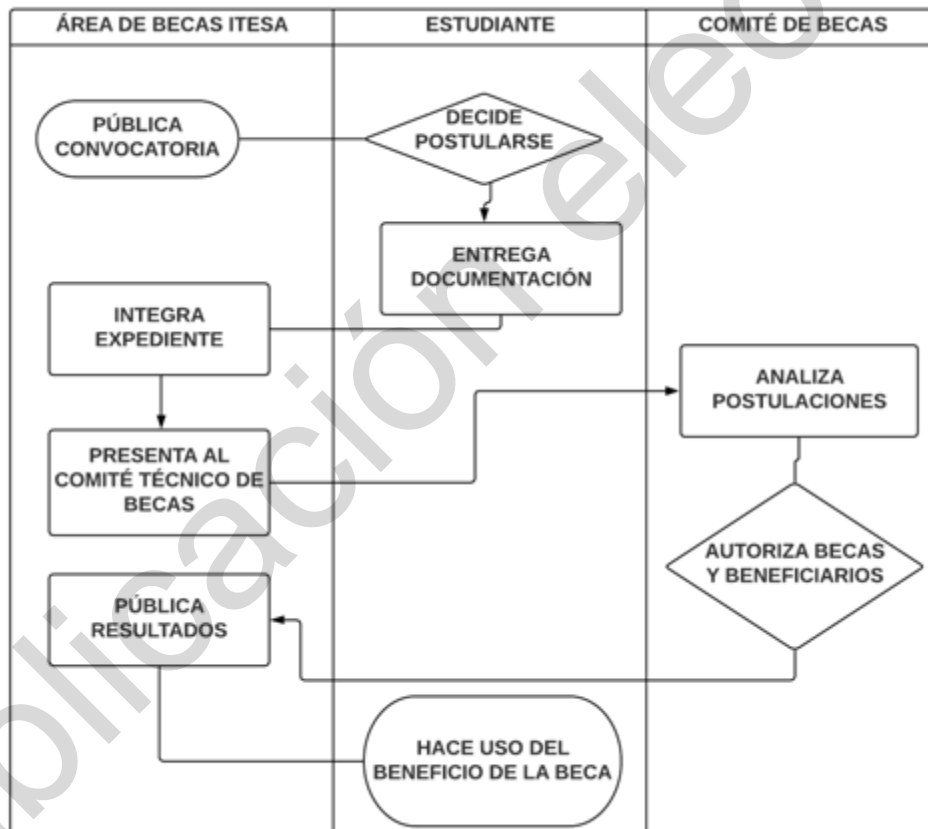 ÁREA DE BECAS ITESA
ESTUDIANTE
COMITÉ DE BECAS
PÚBLICA
CONVOCATORIA
DECIDE
POSTULARSE
ENTREGA
DOCUMENTACIÓN
INTEGRA
EXPEDIENTE
ANALIZA
POSTULACIONES
PRESENTA AL
COMITÉ TÉCNICO DE
BECAS
AUTORIZA BECAS
Y BENEFICIARIOS
PÚBLICA
RESULTADOS
HACE USO DEL
BENEFICIO DE LA BECA